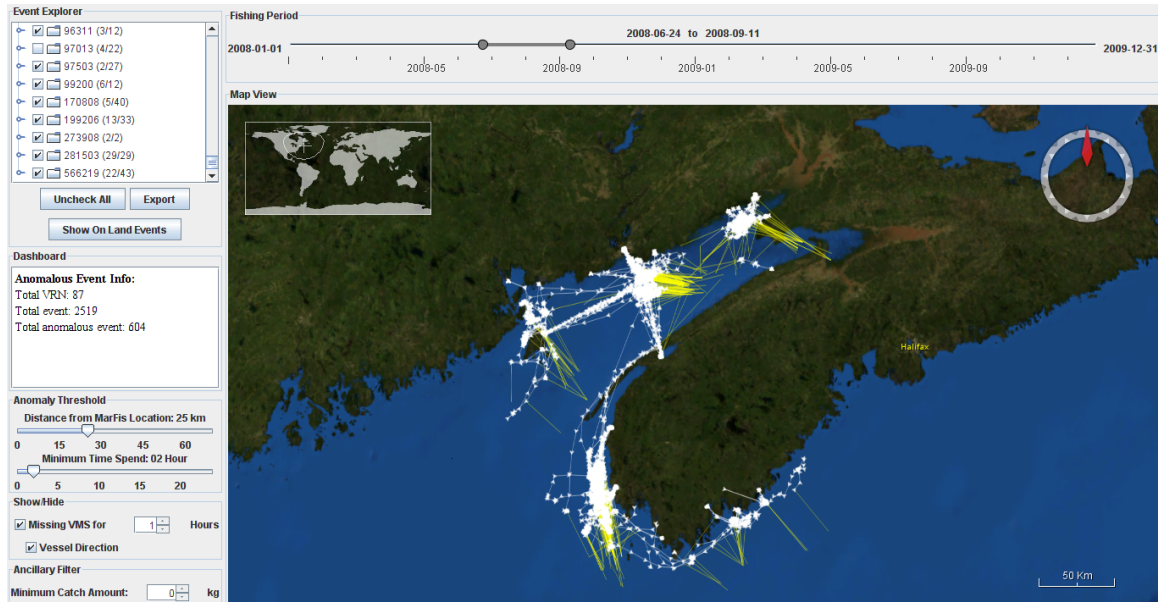 Event Explorer
96311 (3/12)
97013 (4/22)
97503 (2/27)
99200 (6/12)
170808 (5/40)
199206 (13/33)
273908 (2/2)
281503 (29/29)
566219 (22/43)
Uncheck All Export
Show On Land Events
Dashboard
Anomalous Event Info:
Total VRN: 87
Total event: 2519
Total anomalous event: 604
Anomaly Threshold
Distance from MarFis Location: 25 km
0 15 30 45 60
Minimum Time Spend: 02 Hour
0 5 10 15 20
Show/Hide
Missing VMS for 1 Hours
Vessel Direction
Ancillary Filter
Minimum Catch Amount: 0 kg
Fishing Period
2008-06-24 to 2008-09-11
2008-01-01 2009-12-31
2008-05 2008-09 2009-01 2009-05 2009-09
Map View
Halifax
50 Km